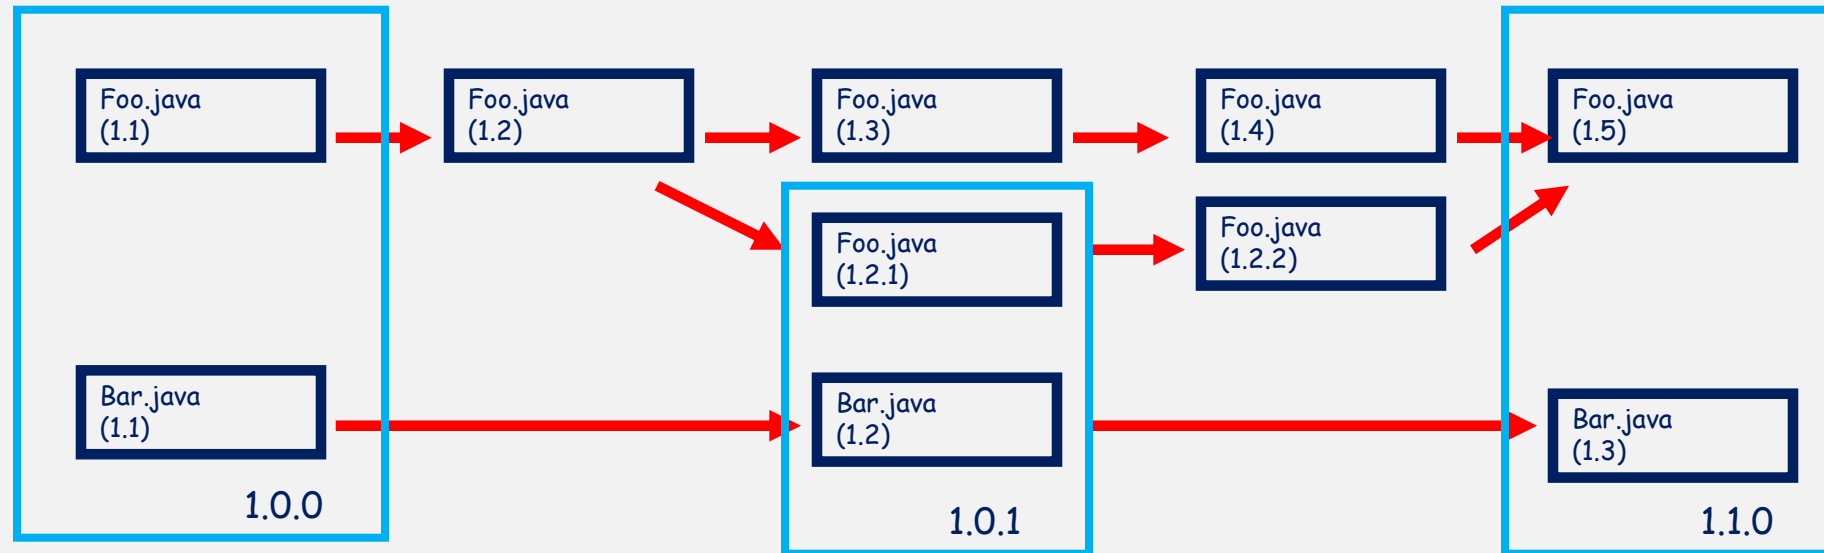 Foo.java
(1.1)
Foo.java
(1.2)
Foo.java
(1.3)
Foo.java
(1.4)
Foo.java
(1.5)
Foo.java
(1.2.1)
Foo.java
(1.2.2)
Bar.java
(1.1)
Bar.java
(1.2)
Bar.java
(1.3)
1.0.0
1.0.1
1.1.0